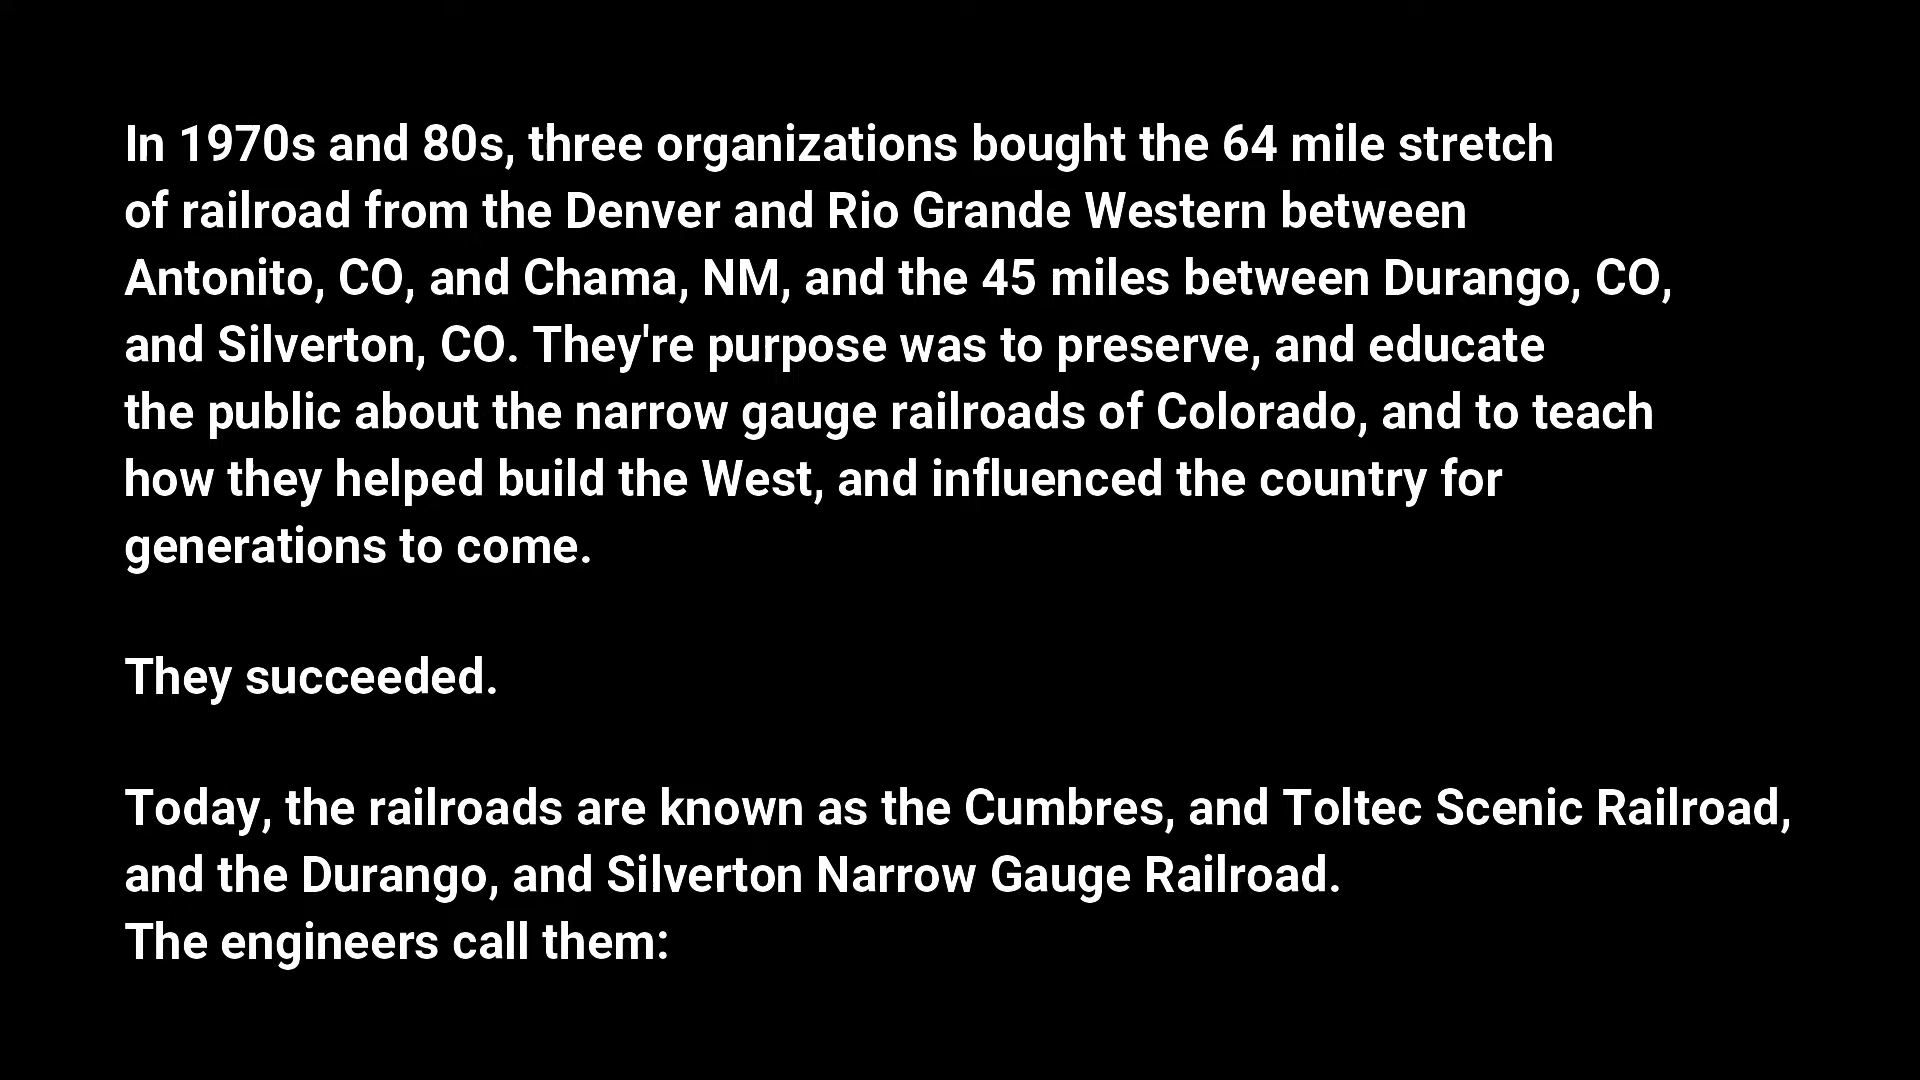 In 1970s and 80s, three organizations bought the 64 mile stretch
of railroad from the Denver and Rio Grande Western between
Antonito, CO, and Chama, NM, and the 45 miles between Durango, CO,
and Silverton, CO. They're purpose was to preserve, and educate
the public about the narrow gauge railroads of Colorado, and to teach
how they helped build the West, and influenced the country for
generations to come.
They succeeded.
Today, the railroads are known as the Cumbres, and Toltec Scenic Railroad,
and the Durango, and Silverton Narrow Gauge Railroad.
The engineers call them: